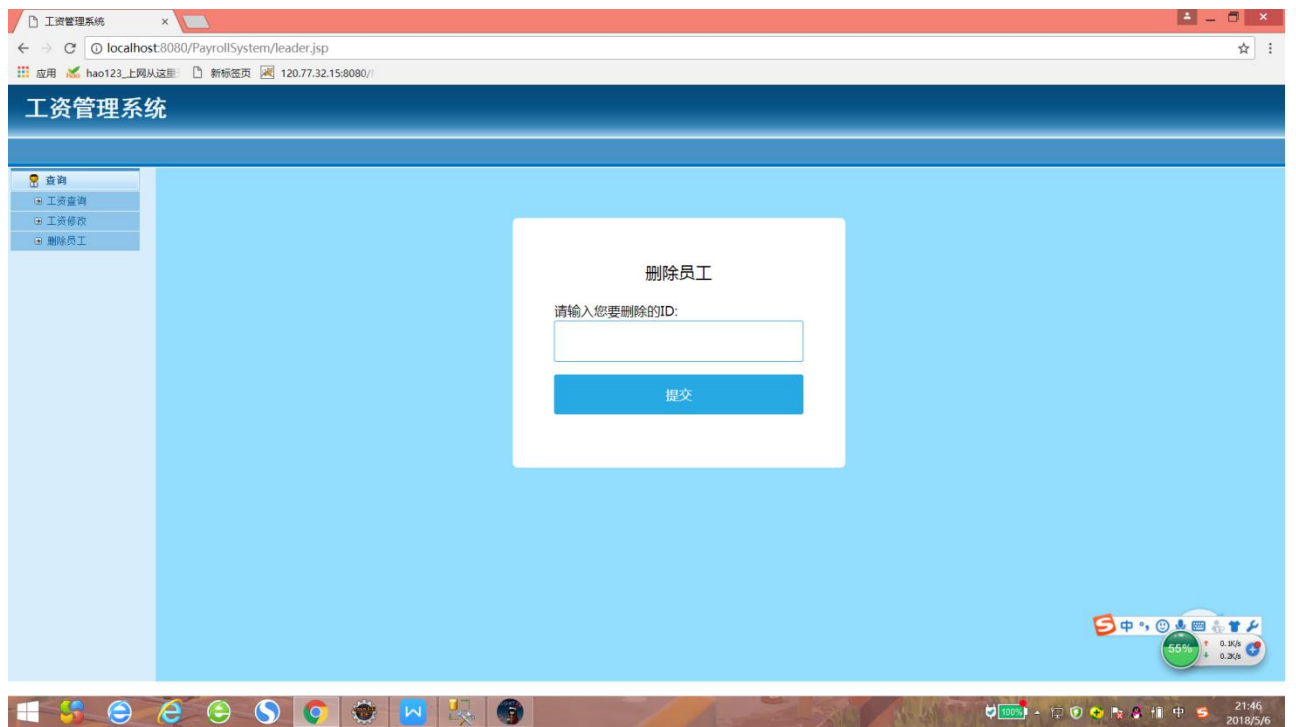 工资管理系统
localhost:8080/PayrollSystem/leader.jsp
应用 hao123_上网从这里 新标签页 120.77.32.15:8080/
工资管理系统
查询
工资查询
工资修改
删除员工
删除员工
请输入您要删除的ID:
提交
中
55% 0.1K/s
0.2K/s
100% 中 21:46
2018/5/6